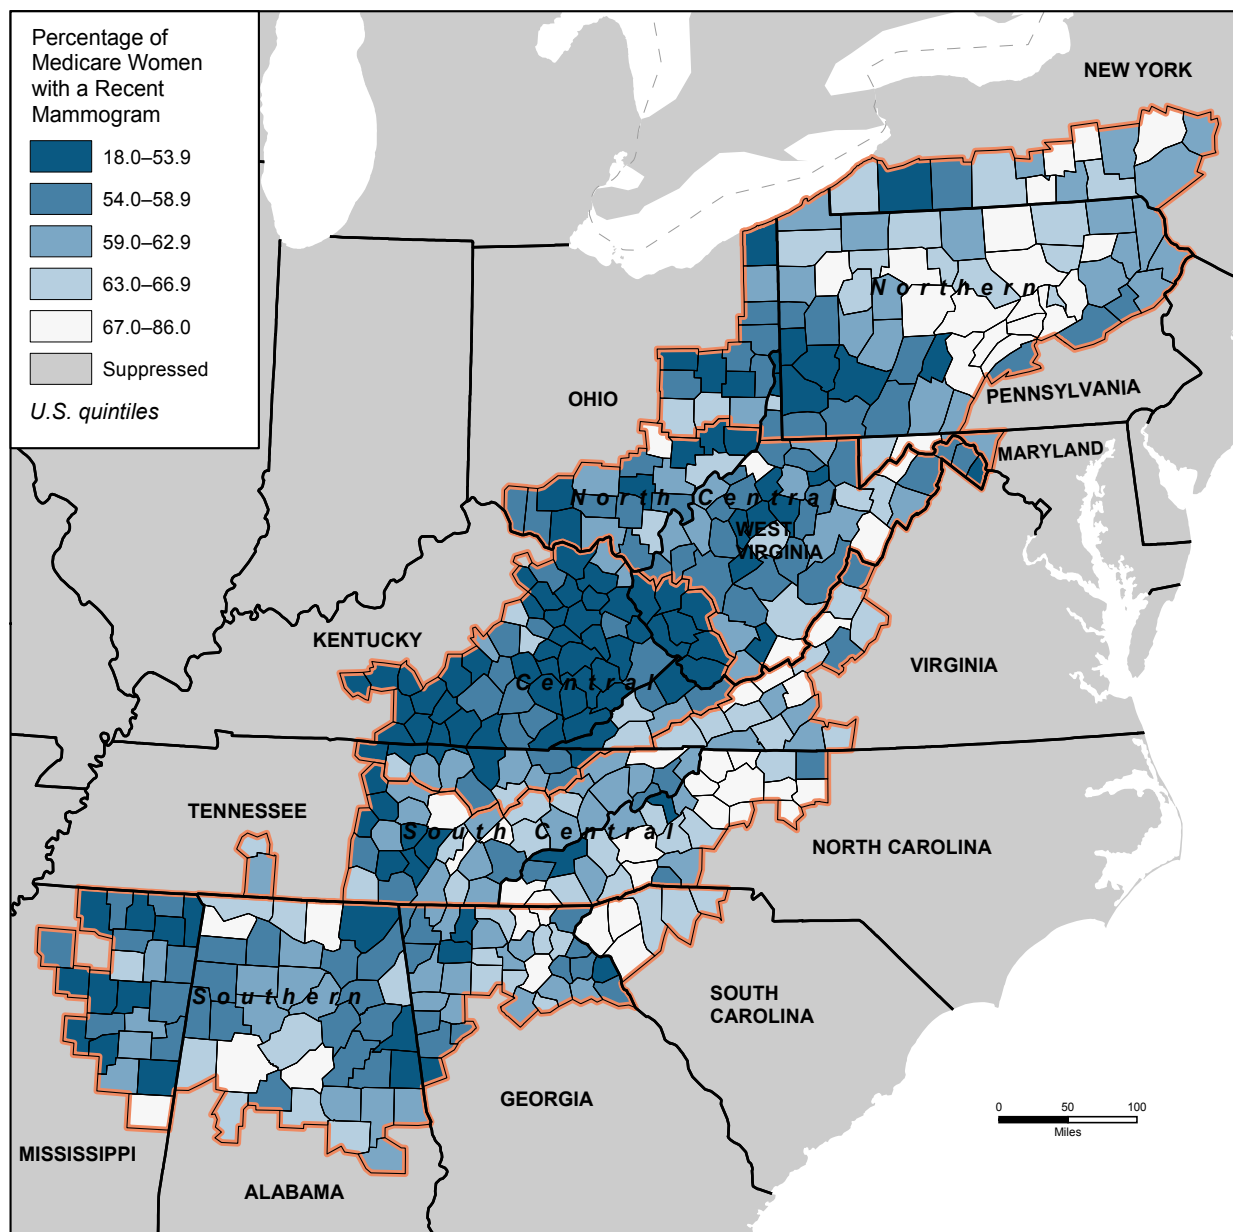 Percentage of
Medicare Women
with a Recent
Mammogram
18.0–53.9
54.0–58.9
59.0–62.9
63.0–66.9
67.0–86.0
Suppressed
U.S. quintiles
NEW YORK
Northern
PENNSYLVANIA
OHIO
MARYLAND
North Central
WEST
VIRGINIA
KENTUCKY
VIRGINIA
Central
TENNESSEE
South Central
NORTH CAROLINA
Southern
SOUTH
CAROLINA
GEORGIA
0 50 100
Miles
MISSISSIPPI
ALABAMA